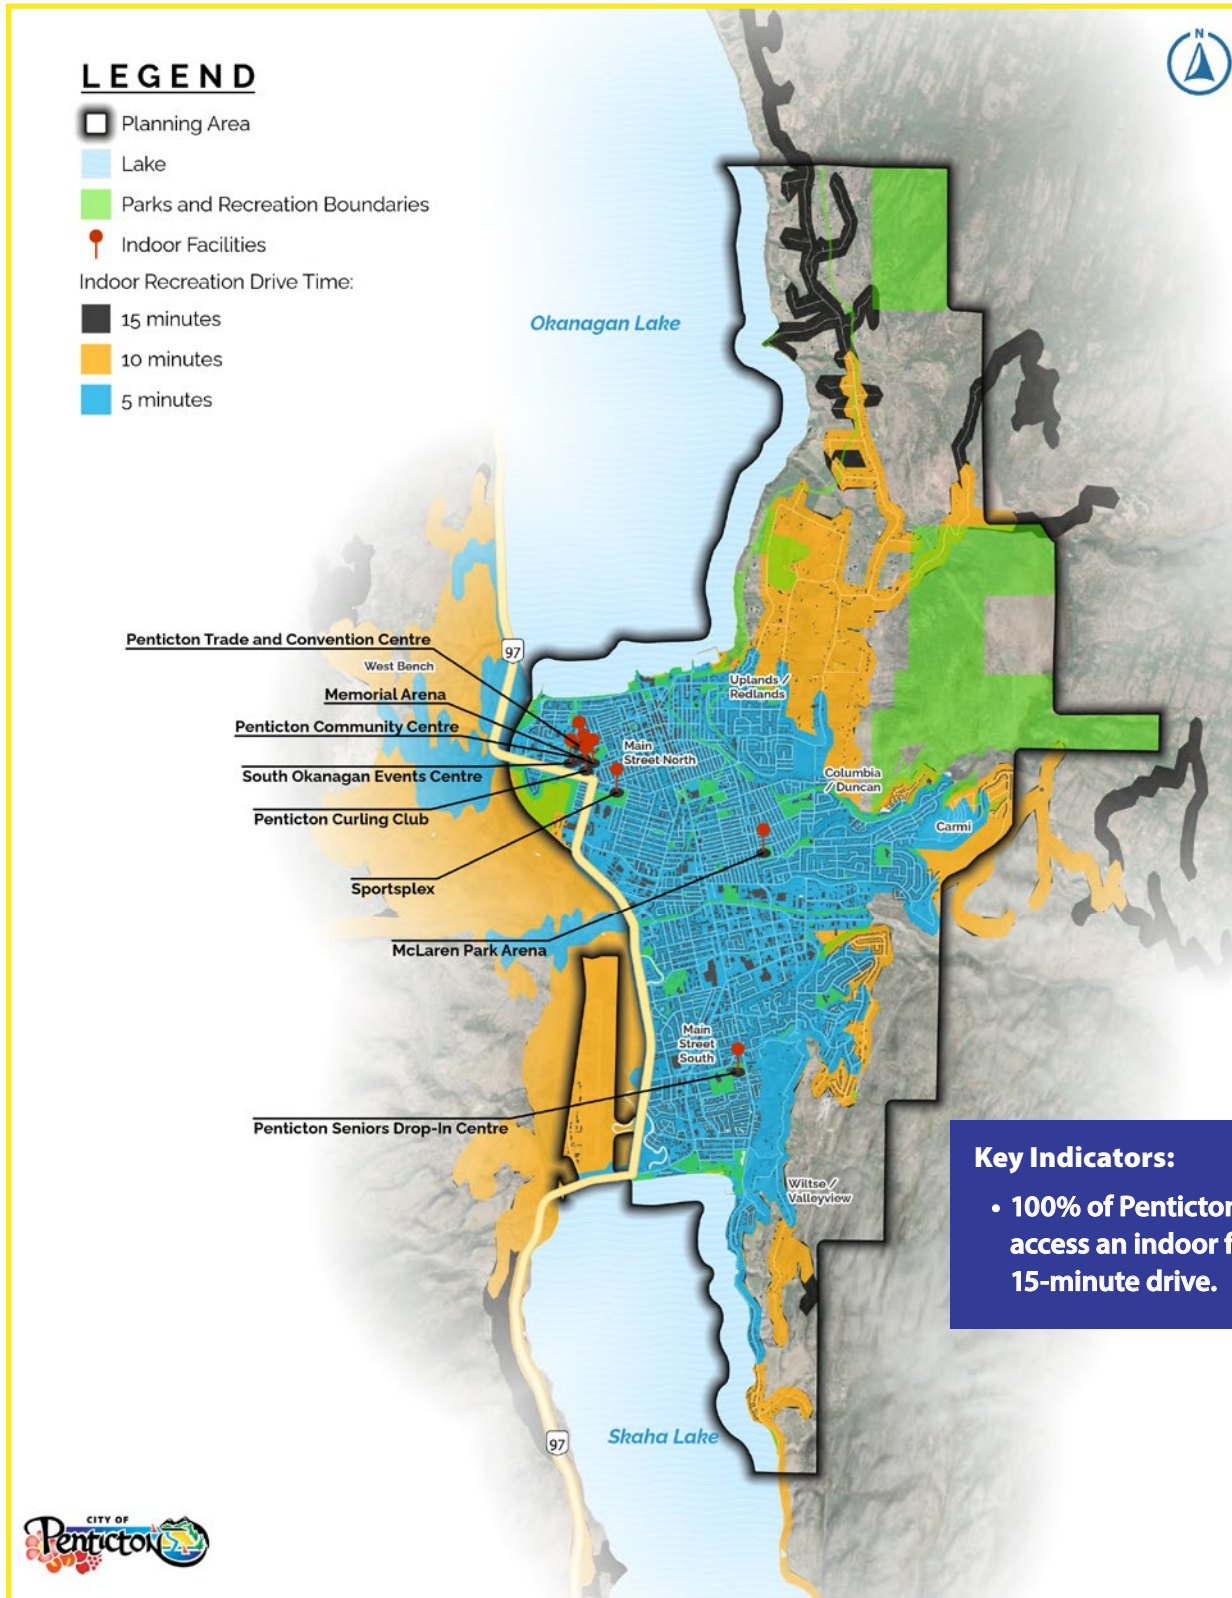 N
LEGEND
Planning Area
Lake
Parks and Recreation Boundaries
Indoor Facilities
Indoor Recreation Drive Time:
15 minutes
10 minutes
5 minutes
Okanagan Lake
97
Penticton Trade and Convention Centre
West Bench
Memorial Arena
Penticton Community Centre
South Okanagan Events Centre
Penticton Curling Club
Sportsplex
McLaren Park Arena
Penticton Seniors Drop-In Centre
Uplands /
Redlands
Main
Street North
Columbia
/ Duncan
Carmi
Main
Street
South
Wiltse /
Valleyview
Key Indicators:
• 100% of Penticton
access an indoor f
15-minute drive.
Skaha Lake
97
CITY OF
Penticton